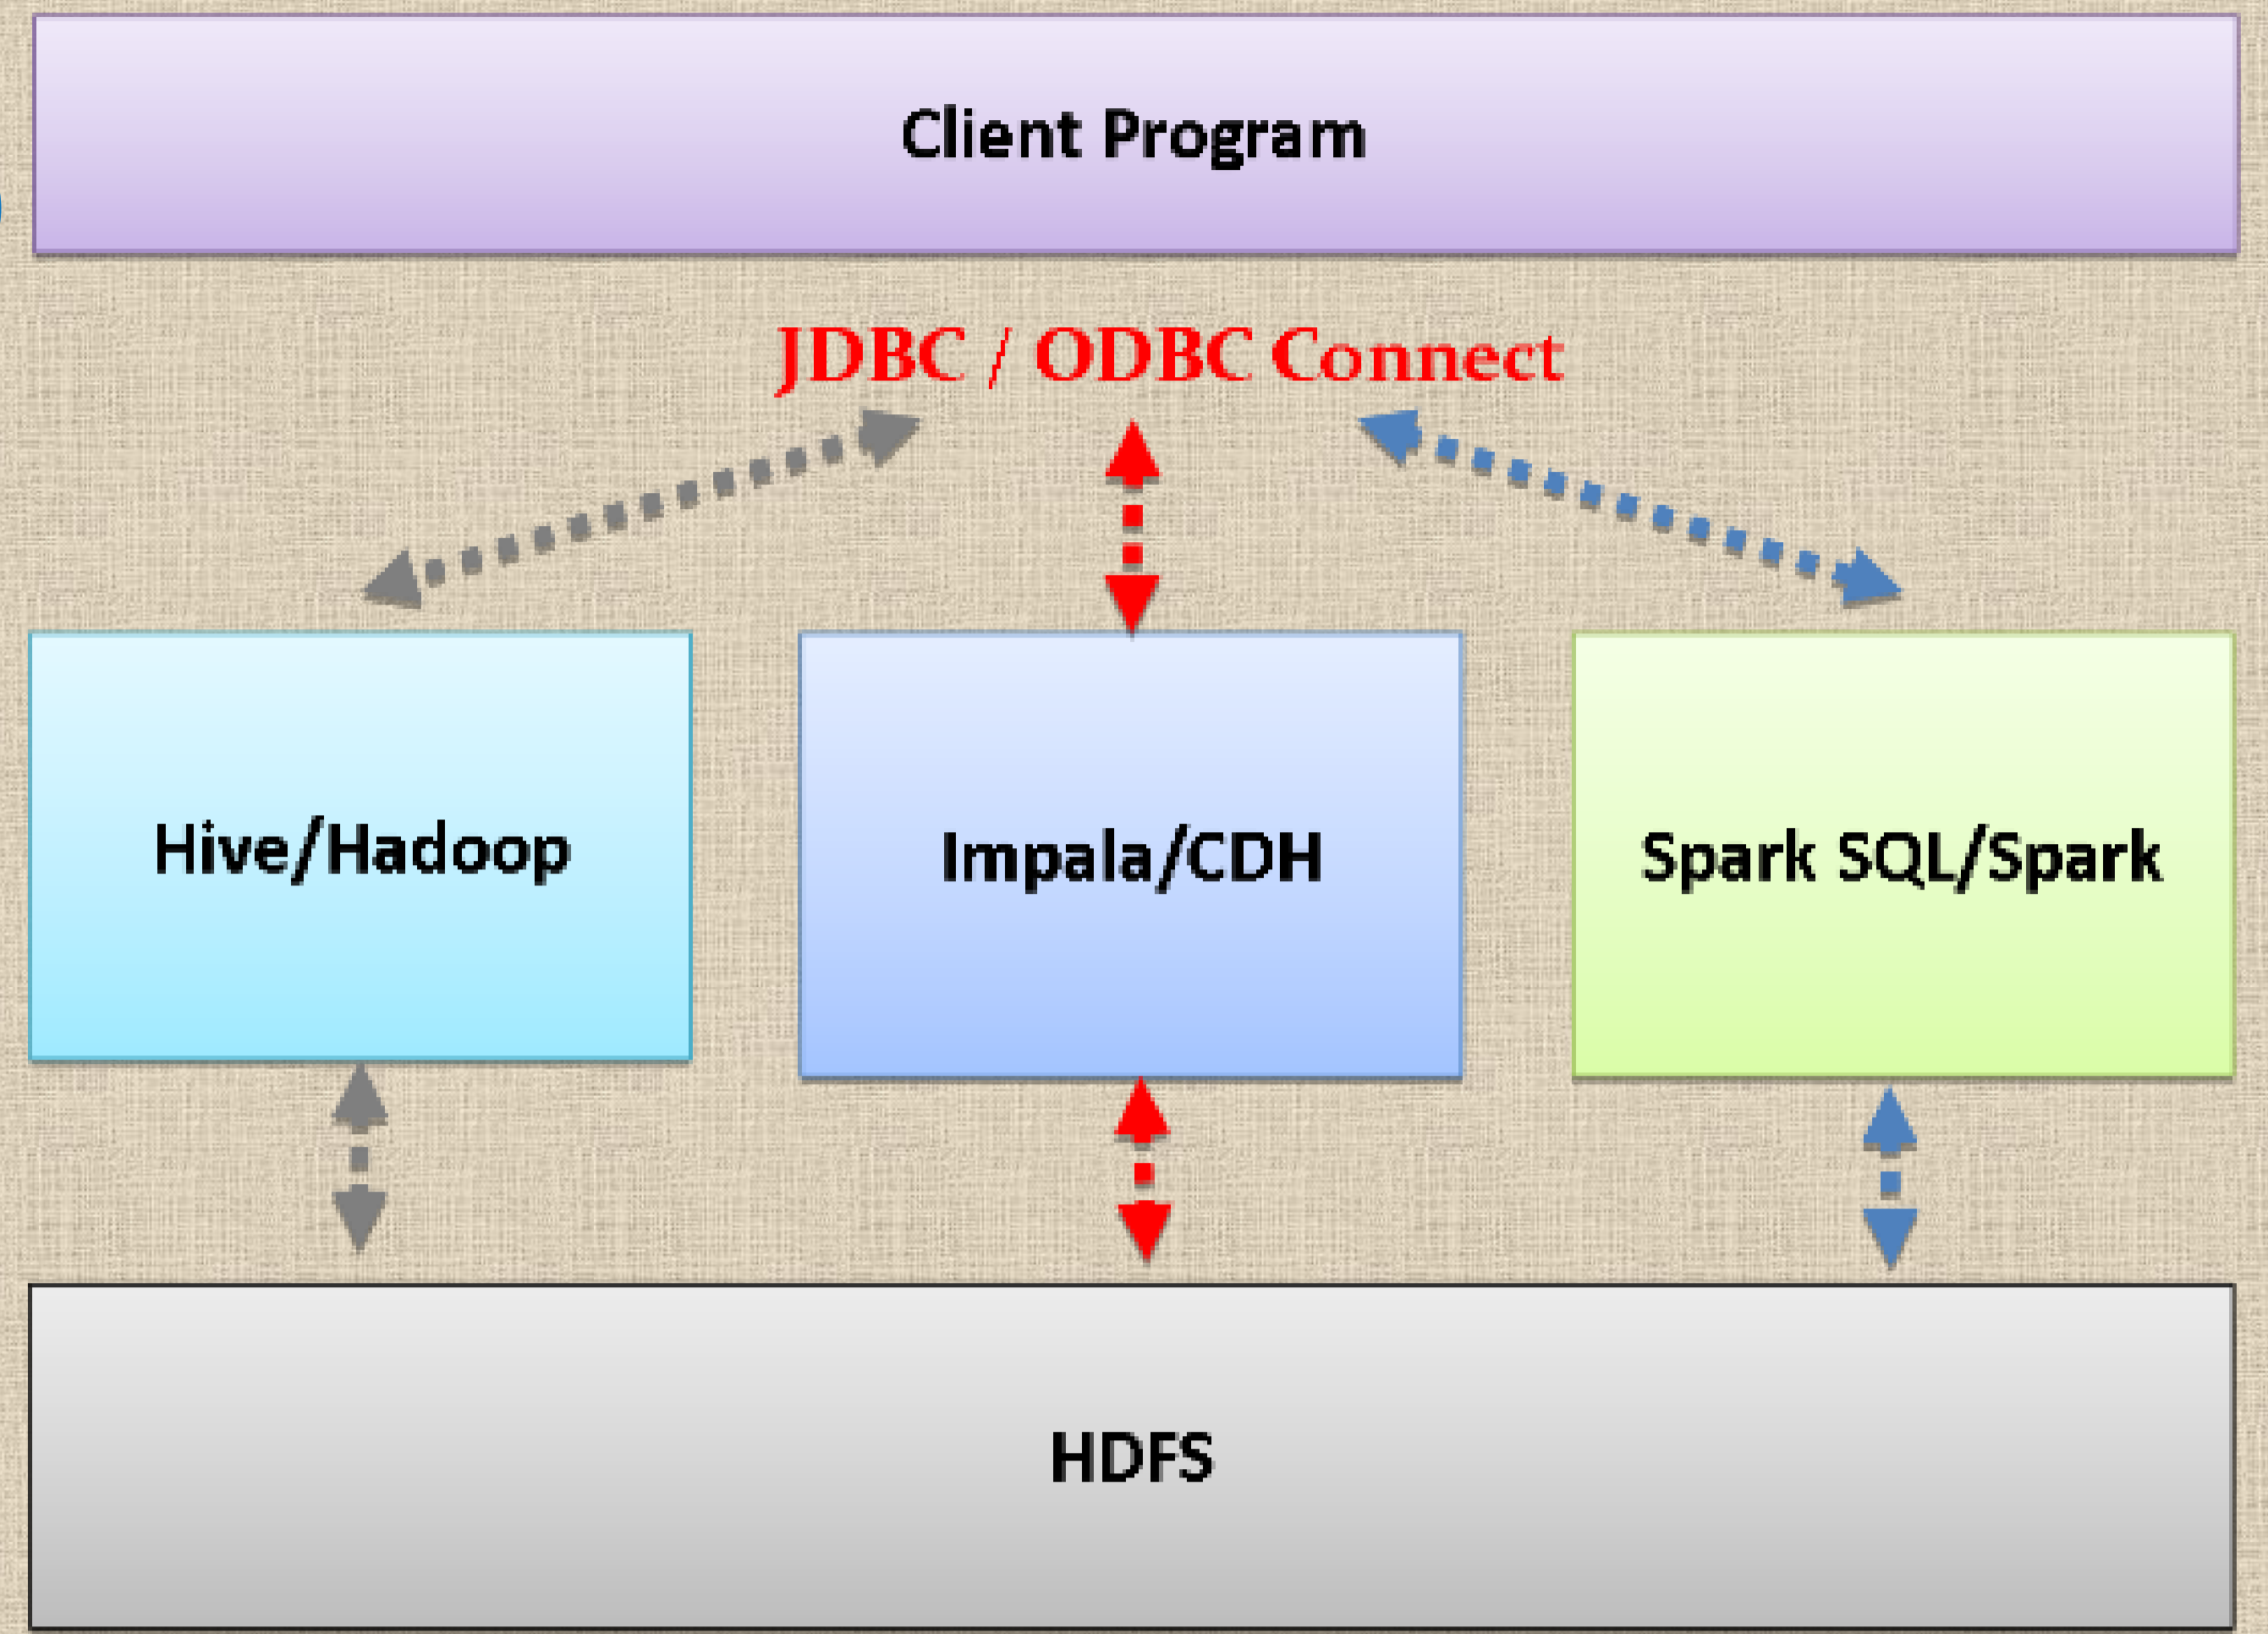 Client Program
JDBC / ODBC Connect
Hive/Hadoop
Impala/CDH
Spark SQL/Spark
HDFS